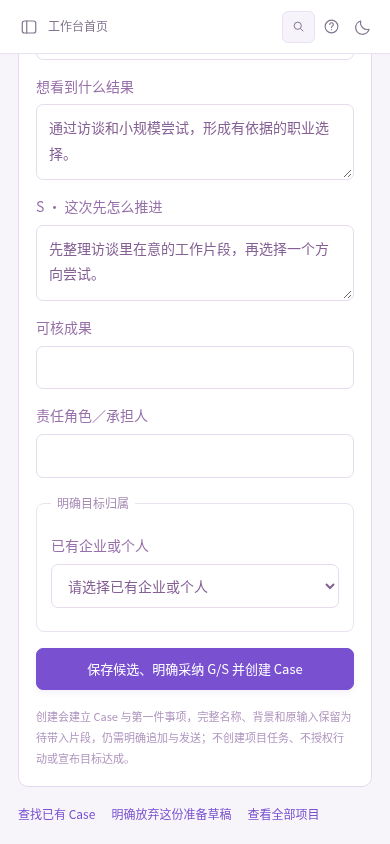 工作台首页
想看到什么结果
通过访谈和小规模尝试，形成有依据的职业选
择。
S · 这次先怎么推进
先整理访谈里在意的工作片段，再选择一个方
向尝试。
可核成果
责任角色／承担人
明确目标归属
已有企业或个人
请选择已有企业或个人
保存候选、明确采纳 G/S 并创建 Case
创建会建立 Case 与第一件事项，完整名称、背景和原输入保留为
待带入片段，仍需明确追加与发送；不创建项目任务、不授权行
动或宣布目标达成。
查找已有 Case 明确放弃这份准备草稿 查看全部项目